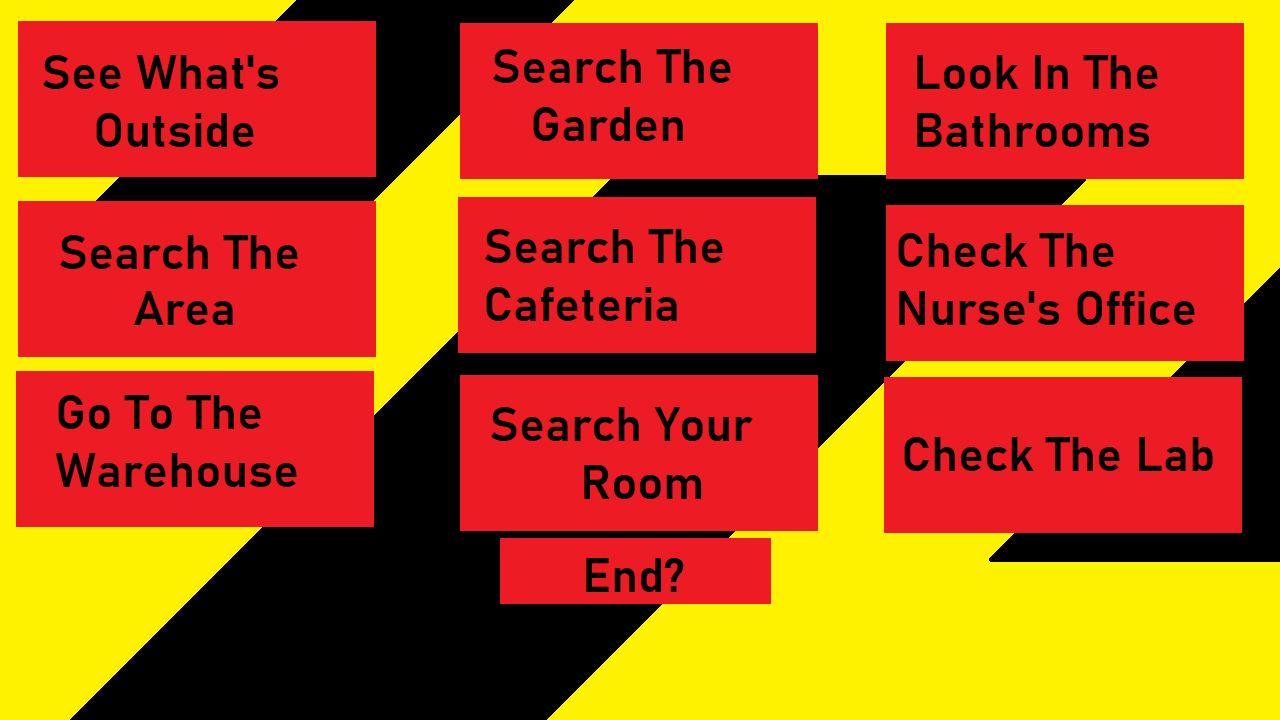 See What's
Outside
Search The
Garden
Look In The
Bathrooms
Search The
Area
Search The
Cafeteria
Check The
Nurse's Office
Go To The
Warehouse
Search Your
Room
Check The Lab
End?